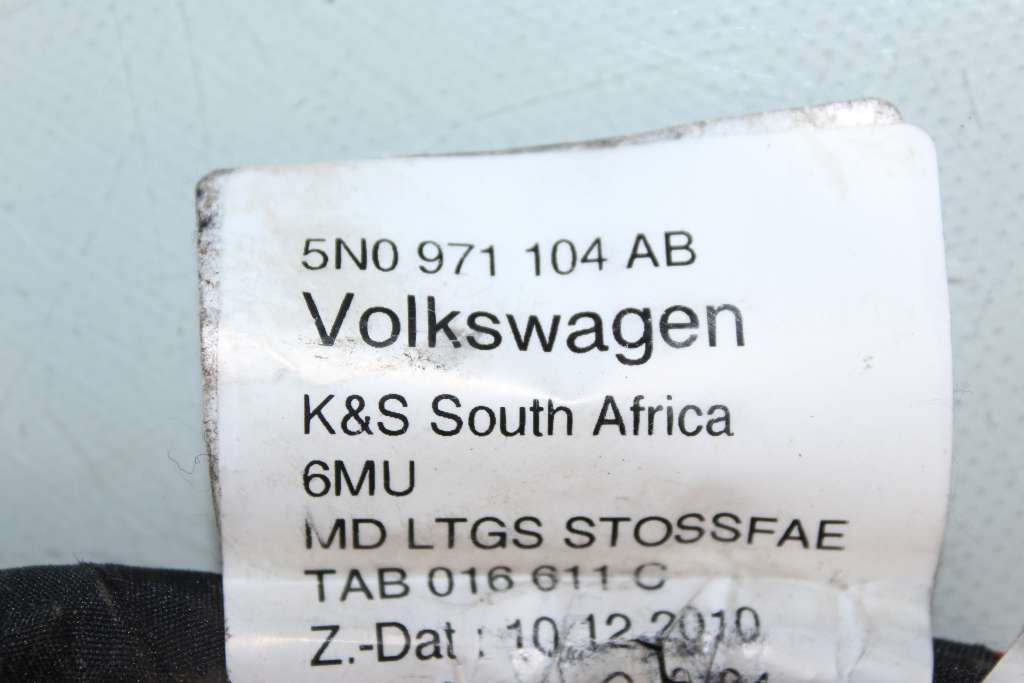 5N0 971 104 AB
Volkswagen
K&S South Africa
6MU
MD LTGS STOSSFAE
TAB 016 611 C
Z.-Dat : 10.12.2010